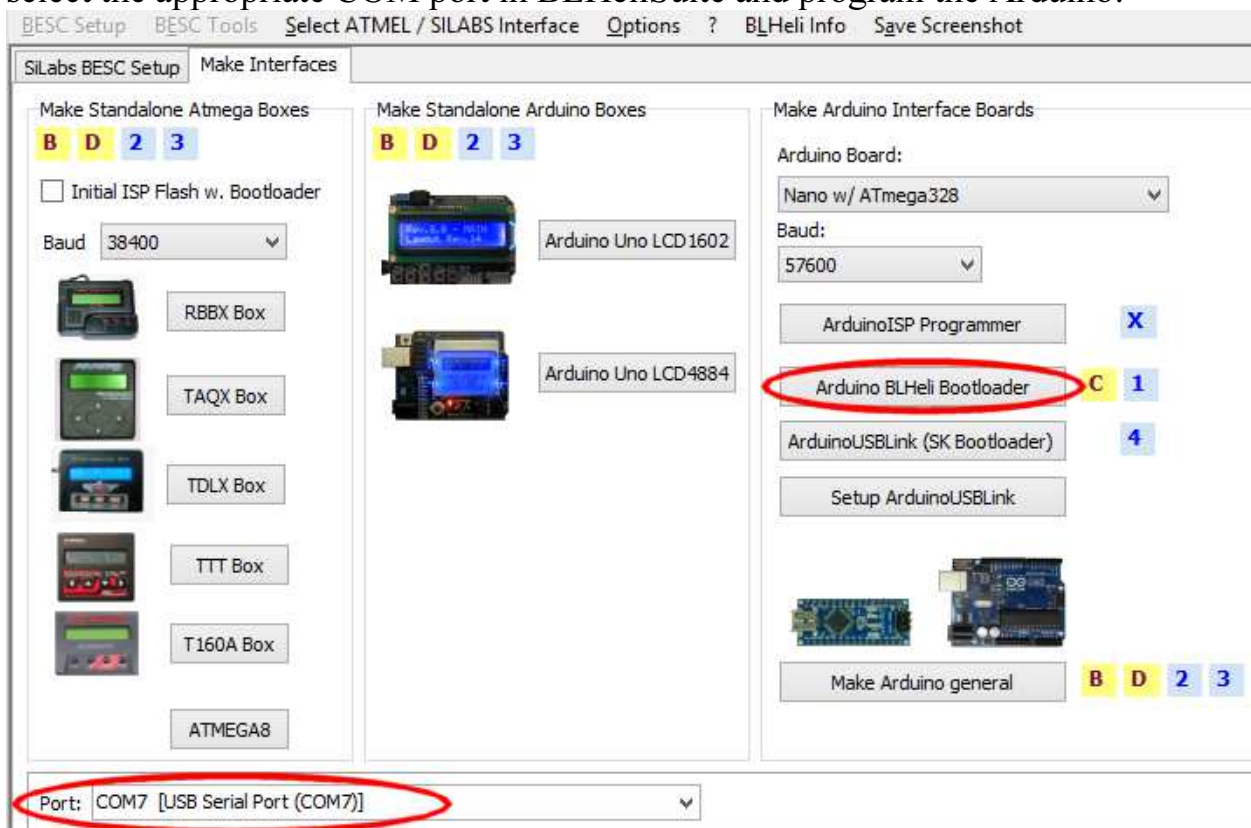 select the appropriate COM port in BLHeliSuite and program the Arduino.
BESC Setup BESC Tools Select ATMEL / SILABS Interface Options ? BLHeli Info Save Screenshot
SiLabs BESC Setup Make Interfaces
Make Standalone Atmega Boxes
B D 2 3
Initial ISP Flash w. Bootloader
Baud 38400
RBBX Box
TAQX Box
TDLX Box
TTT Box
T160A Box
ATMEGA8
Make Standalone Arduino Boxes
B D 2 3
Arduino Uno LCD1602
Arduino Uno LCD4884
Make Arduino Interface Boards
Arduino Board:
Nano w/ ATmega328
Baud:
57600
ArduinoISP Programmer X
Arduino BLHeli Bootloader C 1
ArduinoUSBLink (SK Bootloader) 4
Setup ArduinoUSBLink
Make Arduino general B D 2 3
Port: COM7 [USB Serial Port (COM7)]